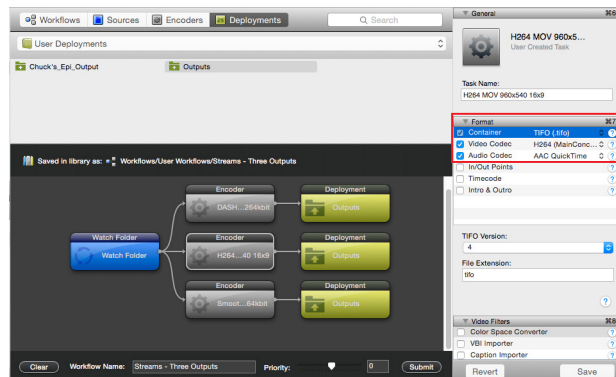 Workflows Sources Encoders Deployments Search
User Deployments
Chuck's_Epi_Output Outputs
Saved in library as: Workflows/User Workflows/Streams - Three Outputs
Encoder Deployment
DASH...264kbit Outputs
Watch Folder Encoder Deployment
Watch Folder H264...40 16x9 Outputs
Encoder Deployment
Smoot...64kbit Outputs
Clear Workflow Name: Streams - Three Outputs Priority: 0 Submit
General ⌘6
H264 MOV 960x5...
User Created Task
Task Name:
H264 MOV 960x540 16x9
Format ⌘7
Container TIFO (.tifo) ?
Video Codec H264 (MainConc... ?
Audio Codec AAC QuickTime ?
In/Out Points ?
Timecode ?
Intro & Outro ?
TIFO Version:
4
File Extension:
tifo
?
Video Filters ⌘8
Color Space Converter ?
VBI Importer ?
Caption Importer ?
Revert Save